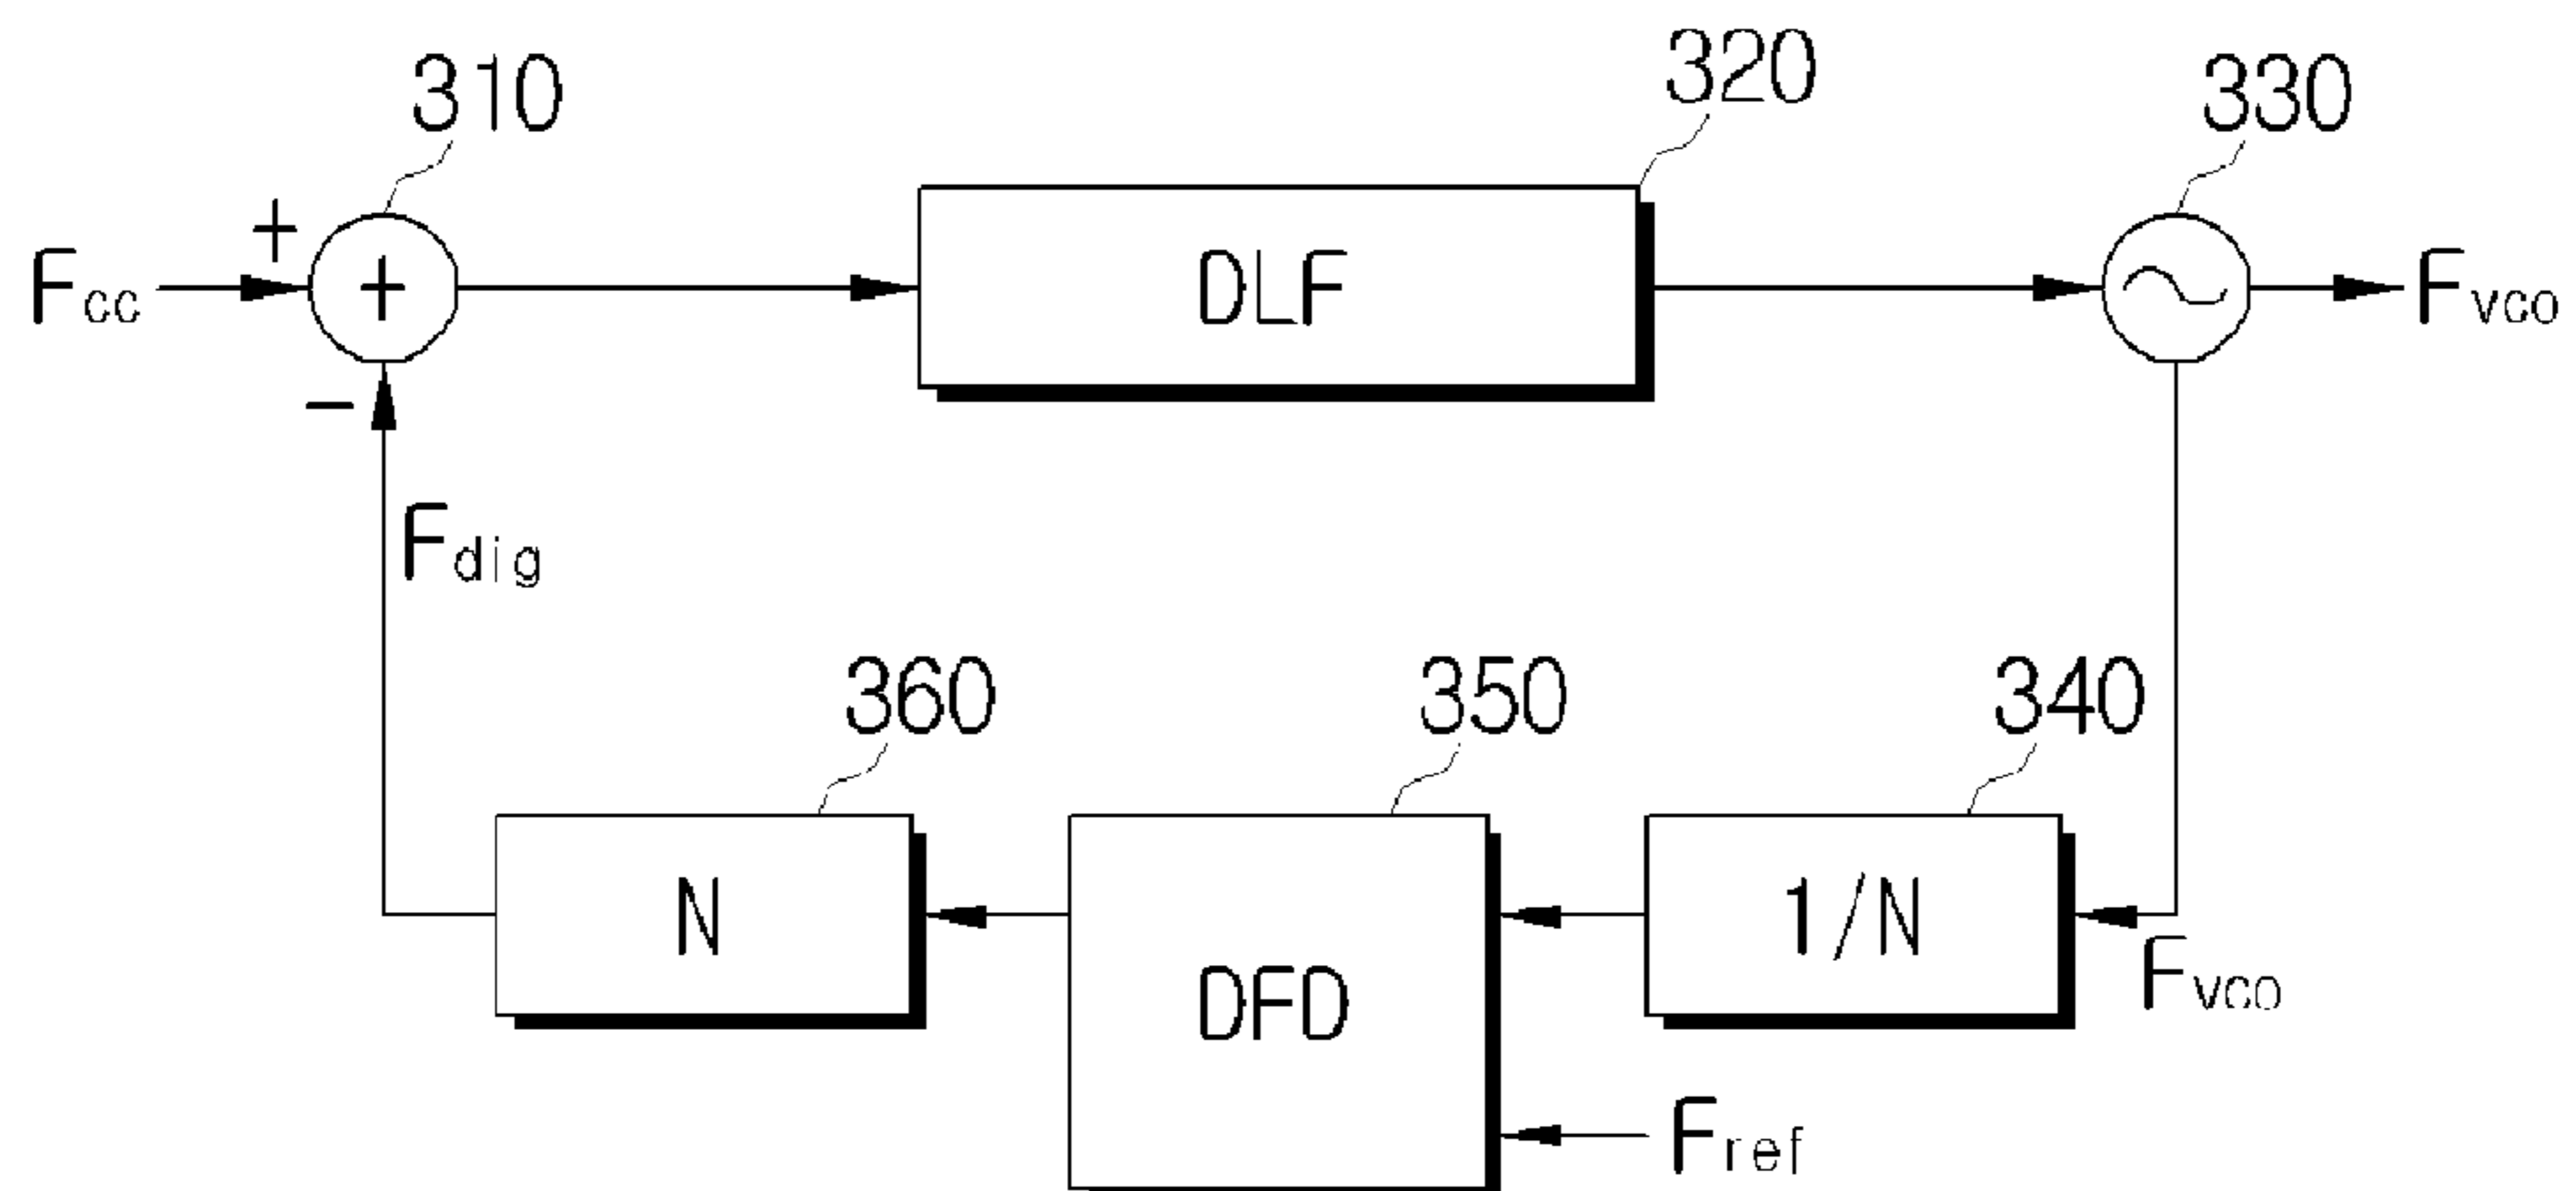 310
320
330
+
Fcc
+
DLF
Fvco
−
Fdig
360
350
340
N
DFD
1/N
Fvco
Fref